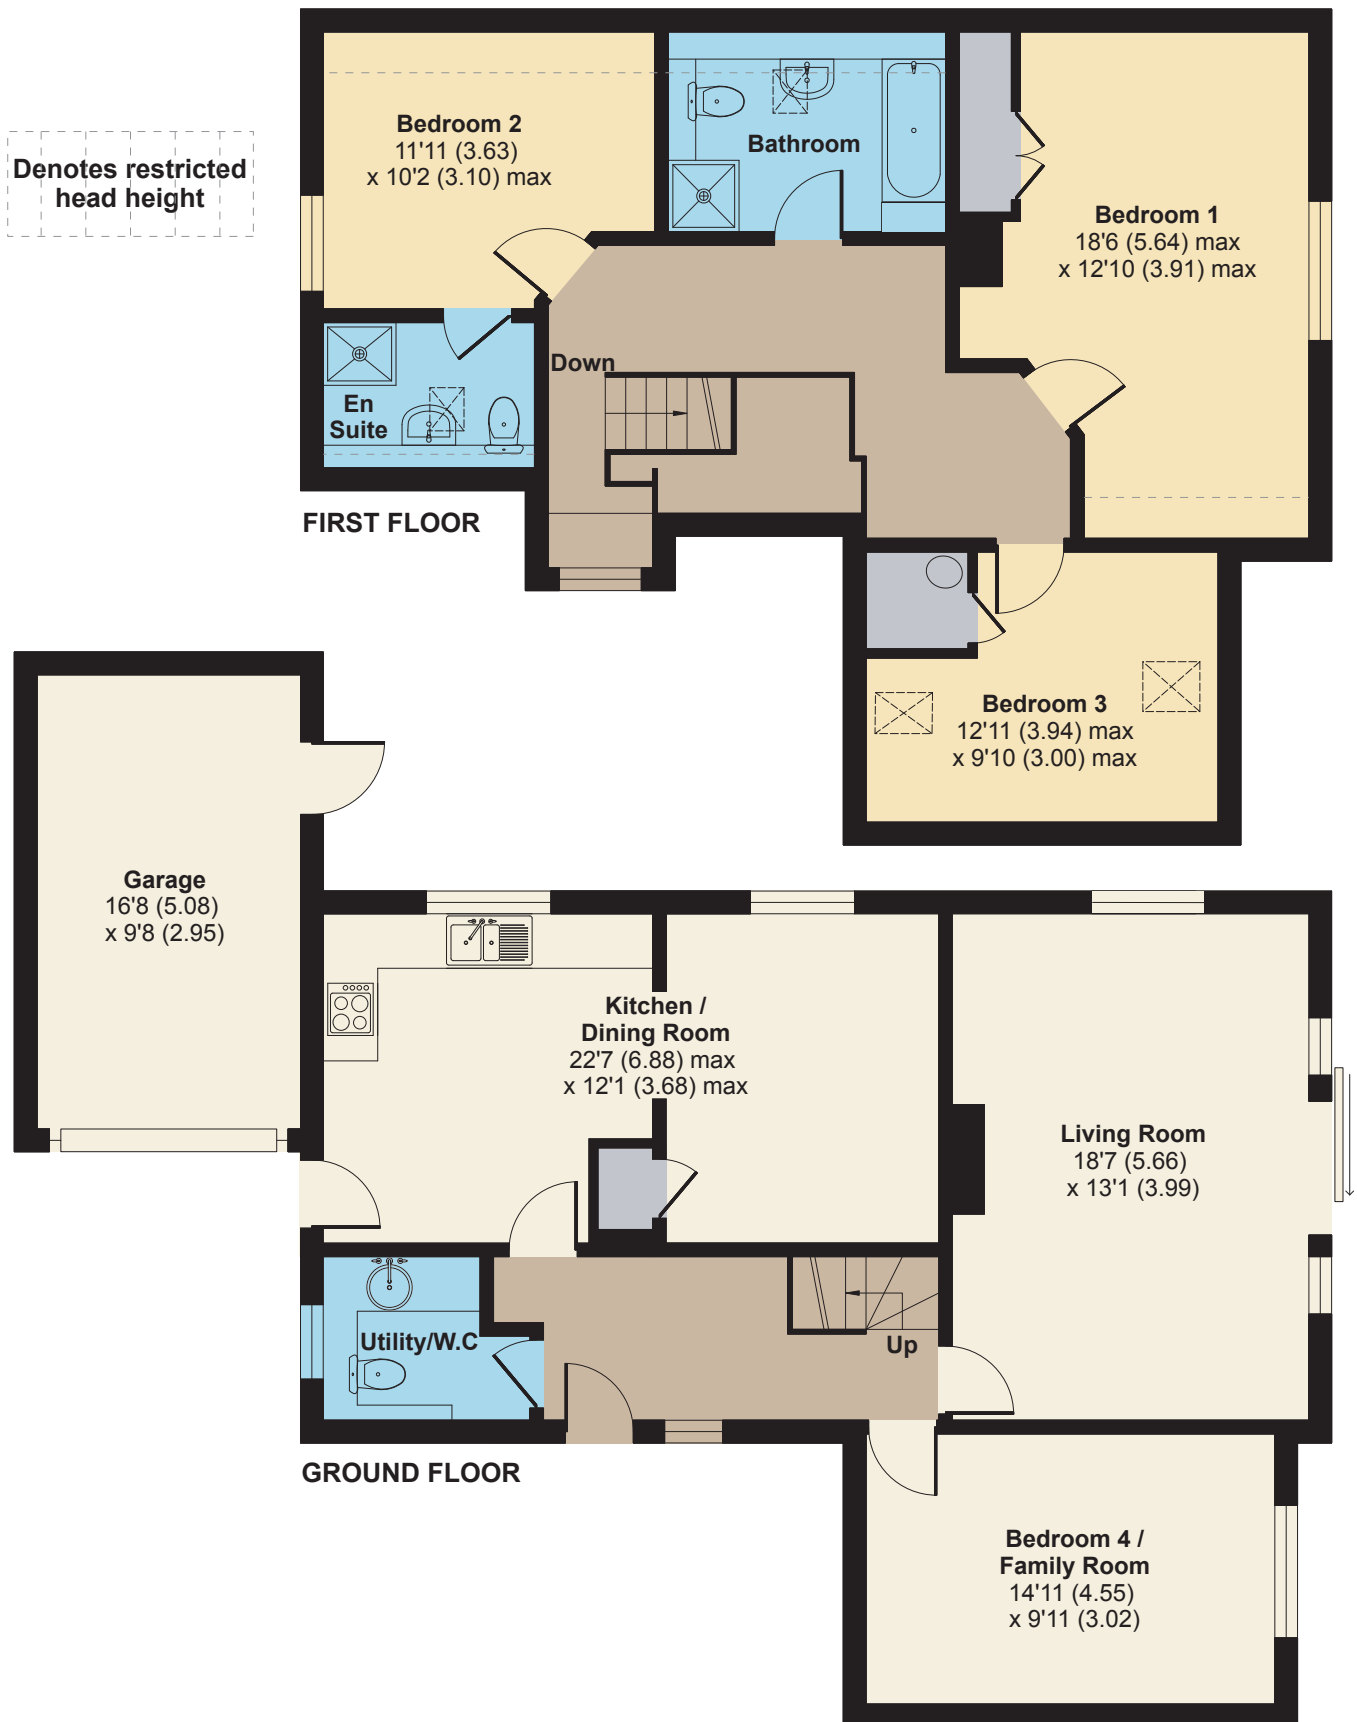 Denotes restricted
head height
Bedroom 2
11'11 (3.63)
x 10'2 (3.10) max
Bathroom
Bedroom 1
18'6 (5.64) max
x 12'10 (3.91) max
En
Suite
Down
FIRST FLOOR
Bedroom 3
12'11 (3.94) max
x 9'10 (3.00) max
Garage
16'8 (5.08)
x 9'8 (2.95)
Kitchen /
Dining Room
22'7 (6.88) max
x 12'1 (3.68) max
Living Room
18'7 (5.66)
x 13'1 (3.99)
Utility/W.C
Up
GROUND FLOOR
Bedroom 4 /
Family Room
14'11 (4.55)
x 9'11 (3.02)